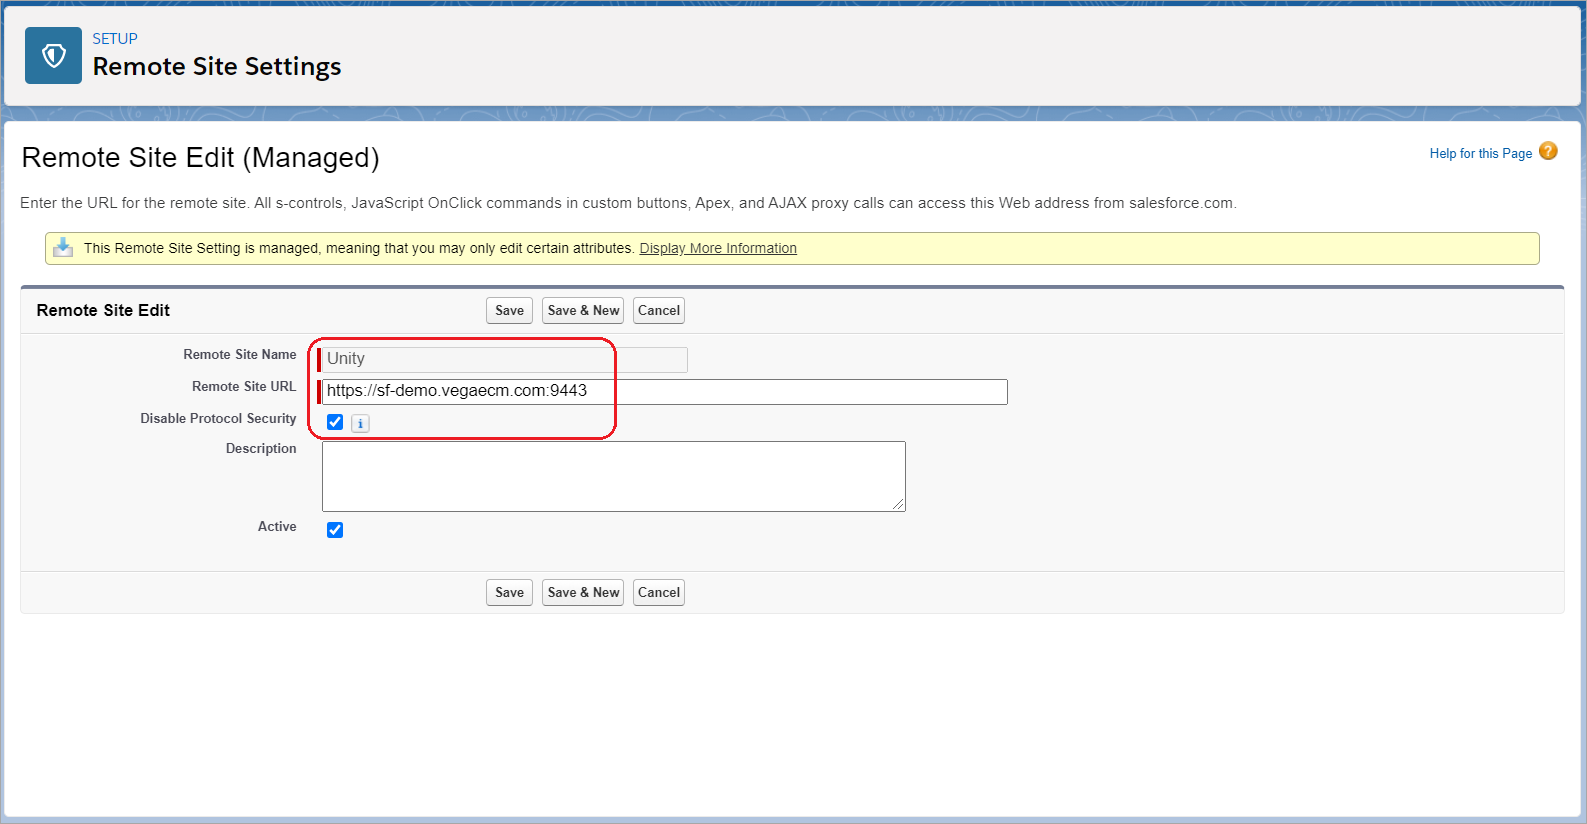 SETUP
Remote Site Settings
Remote Site Edit (Managed)
Help for this Page ?
Enter the URL for the remote site. All s-controls, JavaScript OnClick commands in custom buttons, Apex, and AJAX proxy calls can access this Web address from salesforce.com.
This Remote Site Setting is managed, meaning that you may only edit certain attributes. Display More Information
Remote Site Edit Save Save & New Cancel
Remote Site Name Unity
Remote Site URL https://sf-demo.vegaecm.com:9443
Disable Protocol Security i
Description
Active
Save Save & New Cancel